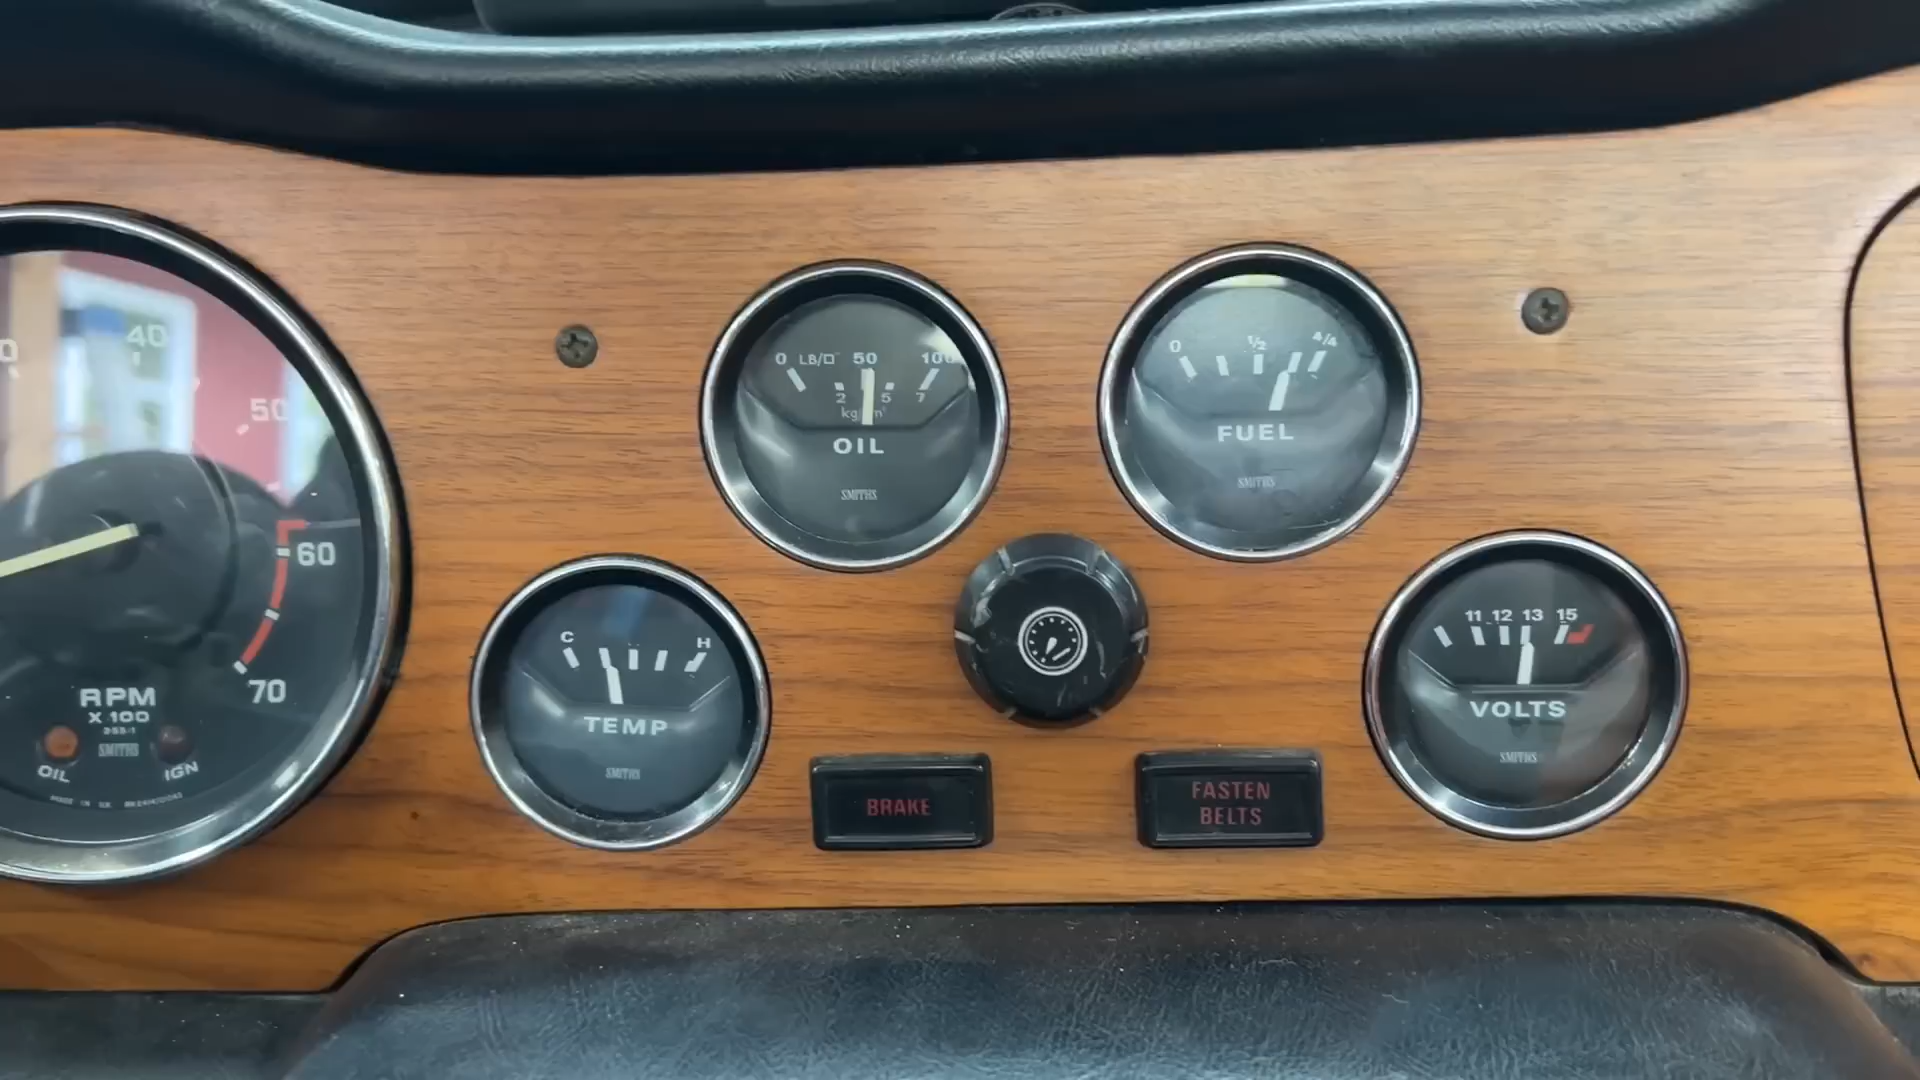 40
50
60
70
RPM
X 100
SMITHS
OIL
IGN
0 LB/□" 50 100
2 5 7
OIL
SMITHS
0 ½ 4/4
FUEL
SMITHS
C H
TEMP
SMITHS
BRAKE
FASTEN
BELTS
11 12 13 15
VOLTS
SMITHS